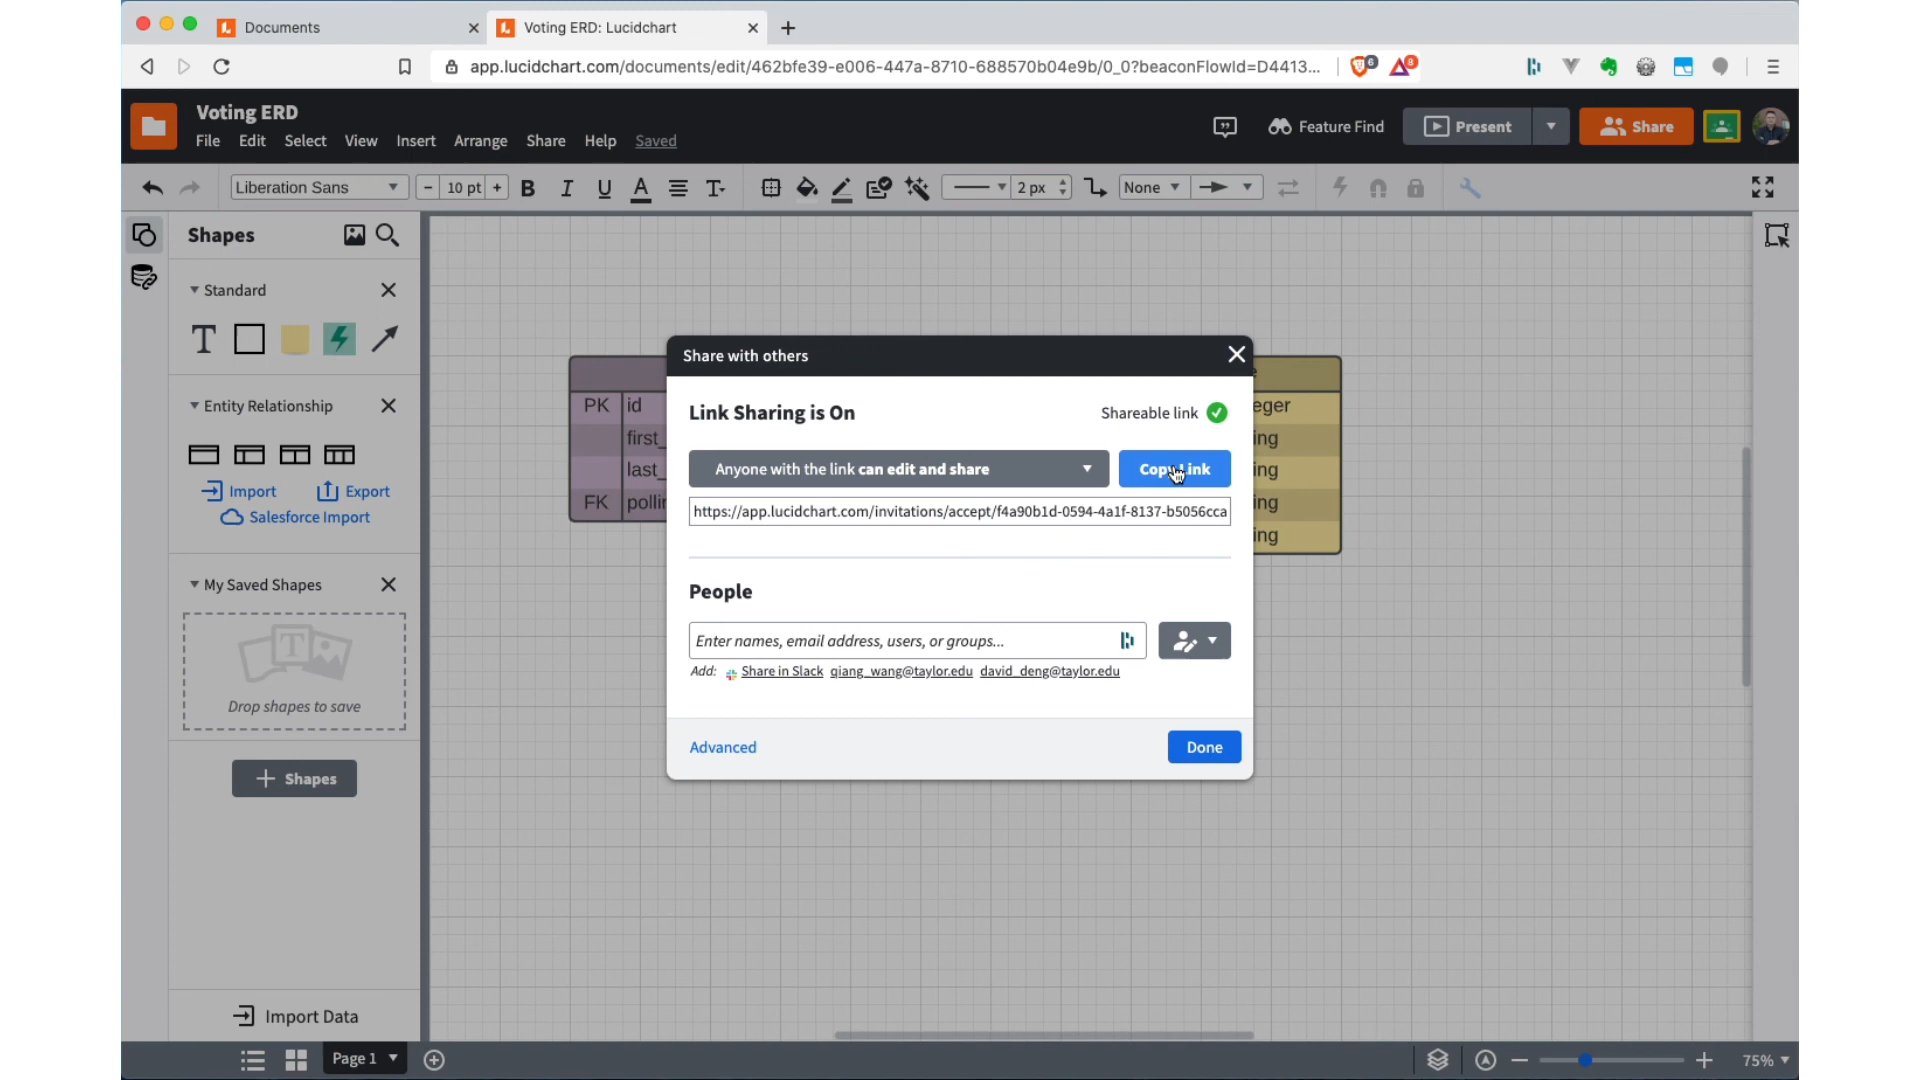 Documents
Voting ERD: Lucidchart
app.lucidchart.com/documents/edit/462bfe39-e006-447a-8710-688570b04e9b/0_0?beaconFlowId=D4413...
6
8
Voting ERD
File Edit Select View Insert Arrange Share Help Saved
Feature Find
Present
Share
Liberation Sans
- 10 pt +
B I U A T
2 px
None
Shapes
Standard
T
Entity Relationship
Import Export
Salesforce Import
My Saved Shapes
T
Drop shapes to save
+ Shapes
Import Data
PK id
first_
last_
FK pollin
e
eger
ing
ing
ing
ing
Share with others
Link Sharing is On
Shareable link
Anyone with the link can edit and share
Copy Link
https://app.lucidchart.com/invitations/accept/f4a90b1d-0594-4a1f-8137-b5056cca
People
Enter names, email address, users, or groups...
Add: Share in Slack qiang_wang@taylor.edu david_deng@taylor.edu
Advanced
Done
Page 1
75%